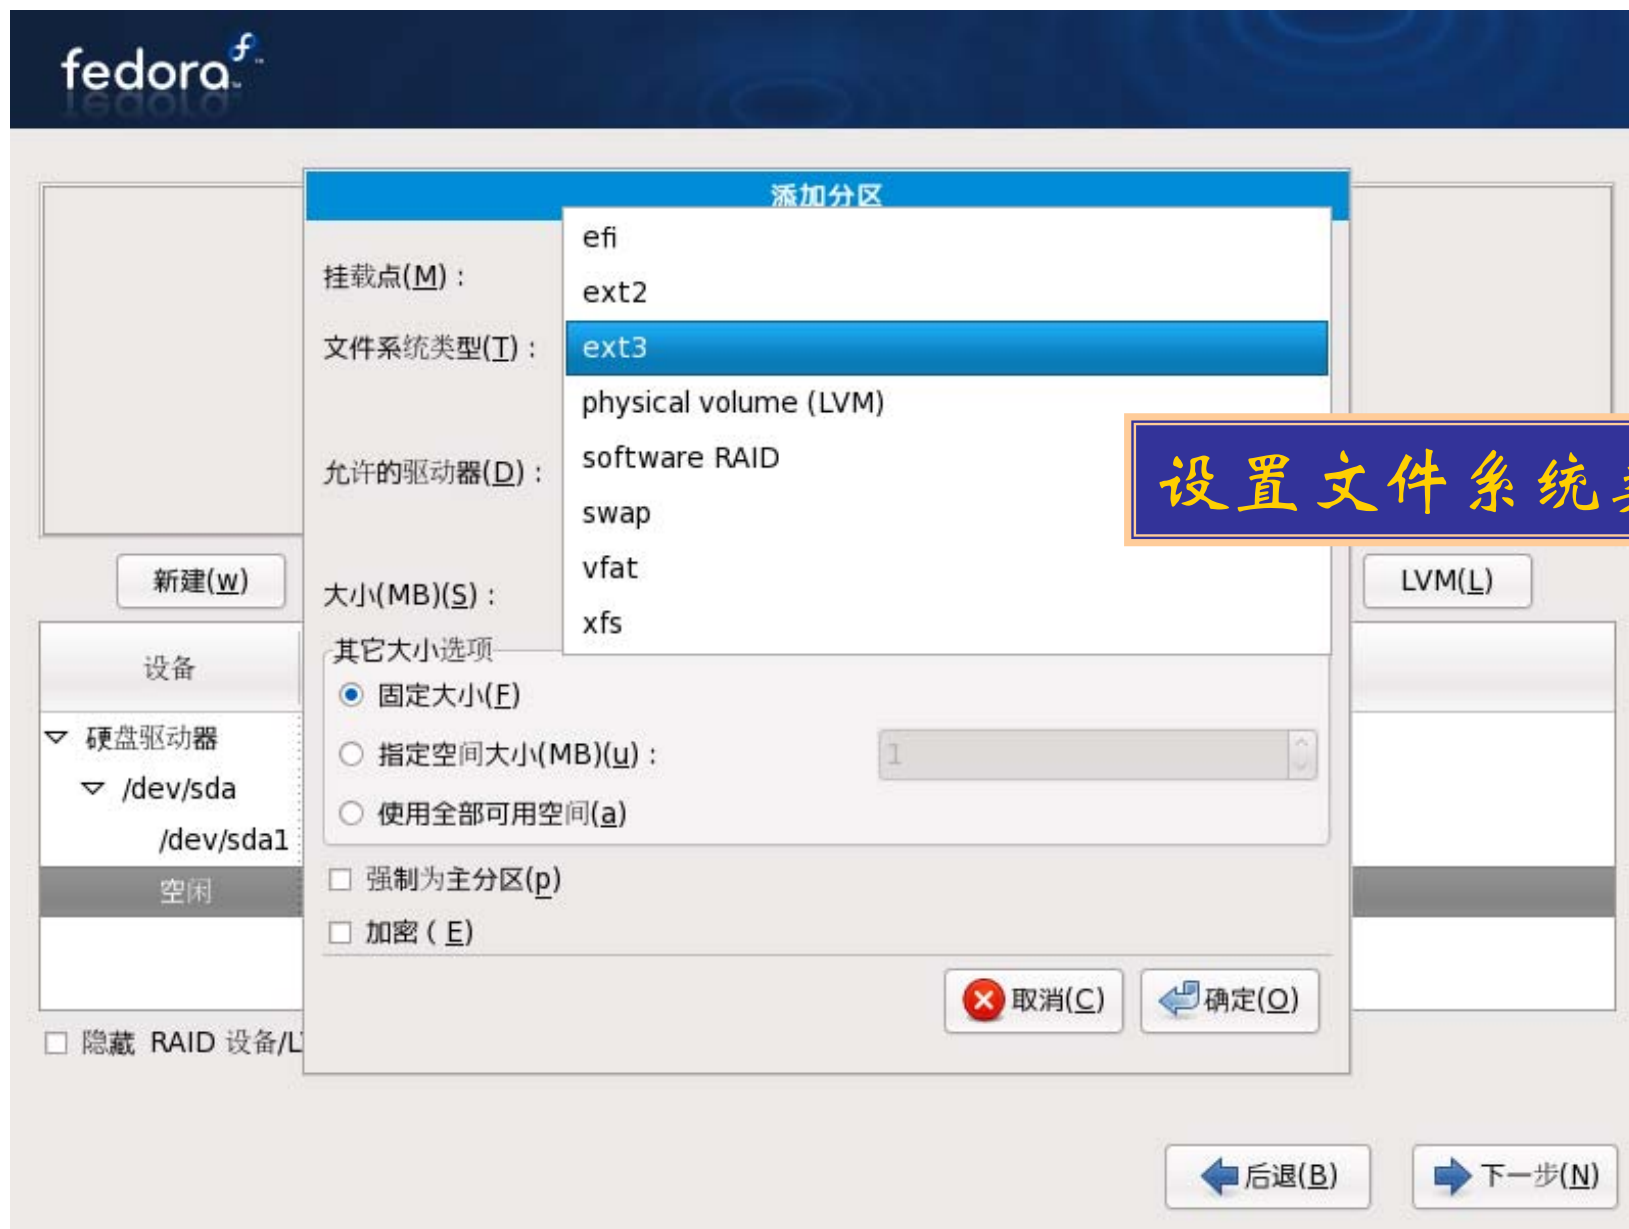 fedora
添加分区
efi
挂载点(M)：
ext2
文件系统类型(T)：
ext3
physical volume (LVM)
允许的驱动器(D)：
software RAID
设置文件系统
swap
vfat
新建(w)
大小(MB)(S)：
LVM(L)
xfs
其它大小选项
设备
固定大小(F)
硬盘驱动器
指定空间大小(MB)(u)：
1
/dev/sda
使用全部可用空间(a)
/dev/sda1
强制为主分区(p)
空闲
加密 ( E)
取消(C)
确定(O)
隐藏 RAID 设备/L
后退(B)
下一步(N)